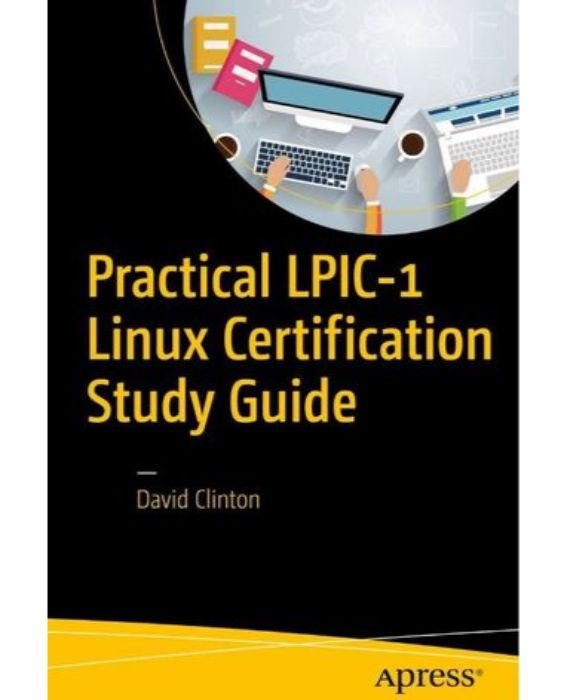 Practical LPIC-1
Linux Certification
Study Guide
David Clinton
Apress®